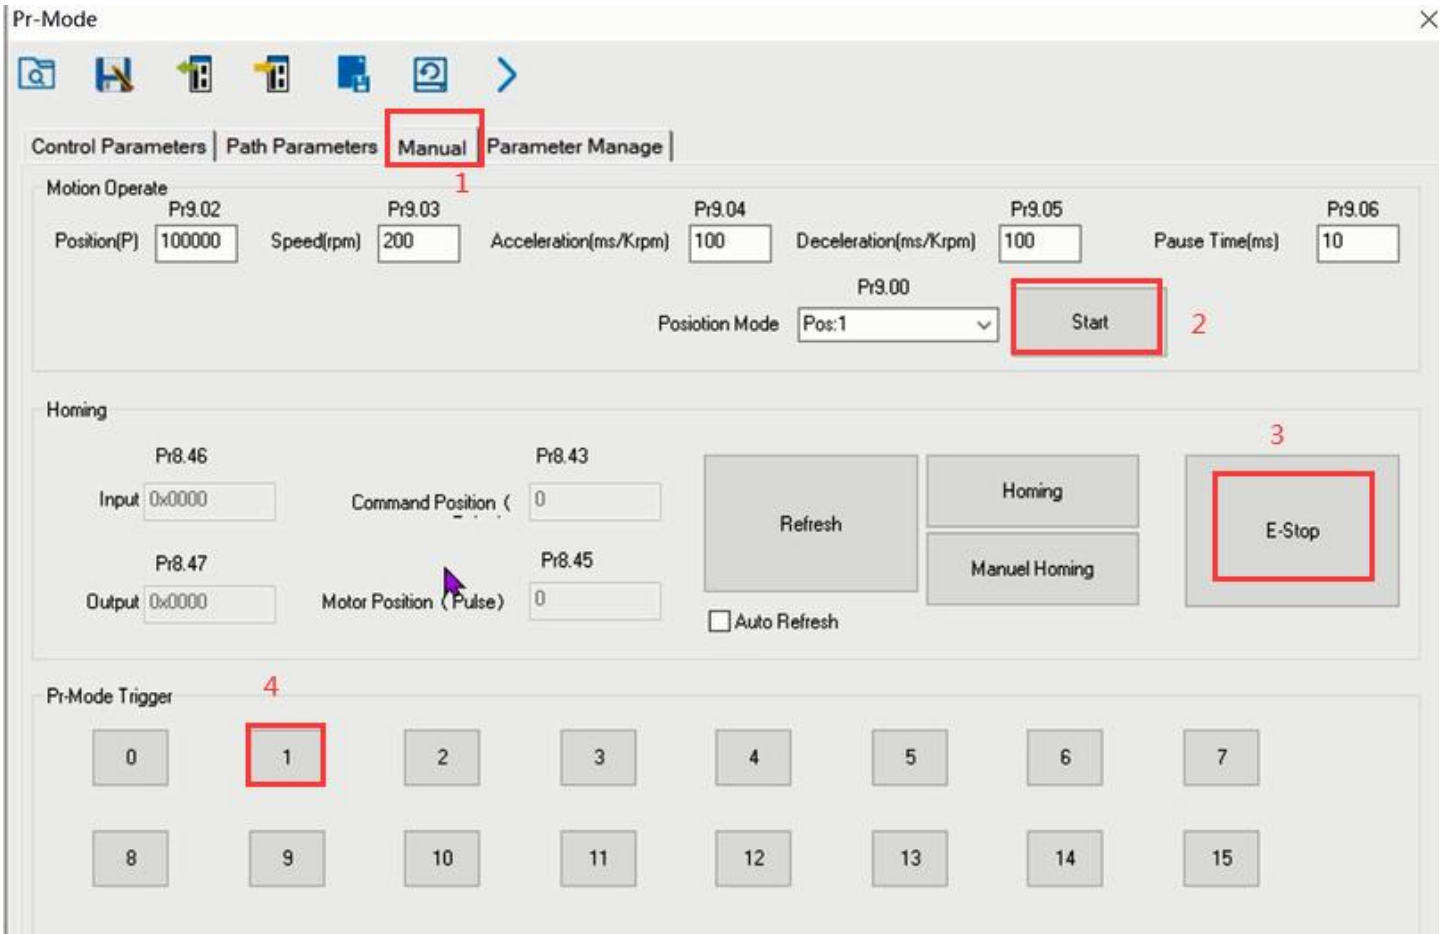 Pr-Mode
Control Parameters Path Parameters Manual Parameter Manage
1
Motion Operate
Pr9.02 Pr9.03 Pr9.04 Pr9.05 Pr9.06
Position(P) 100000 Speed(rpm) 200 Acceleration(ms/Krpm) 100 Deceleration(ms/Krpm) 100 Pause Time(ms) 10
Pr9.00
Posiotion Mode Pos:1 Start 2
Homing
3
Pr8.46 Pr8.43
Input 0x0000 Command Position ( 0
Refresh Homing E-Stop
Pr8.47 Pr8.45
Manuel Homing
Output 0x0000 Motor Position (Pulse) 0
Auto Refresh
4
Pr-Mode Trigger
0 1 2 3 4 5 6 7
8 9 10 11 12 13 14 15